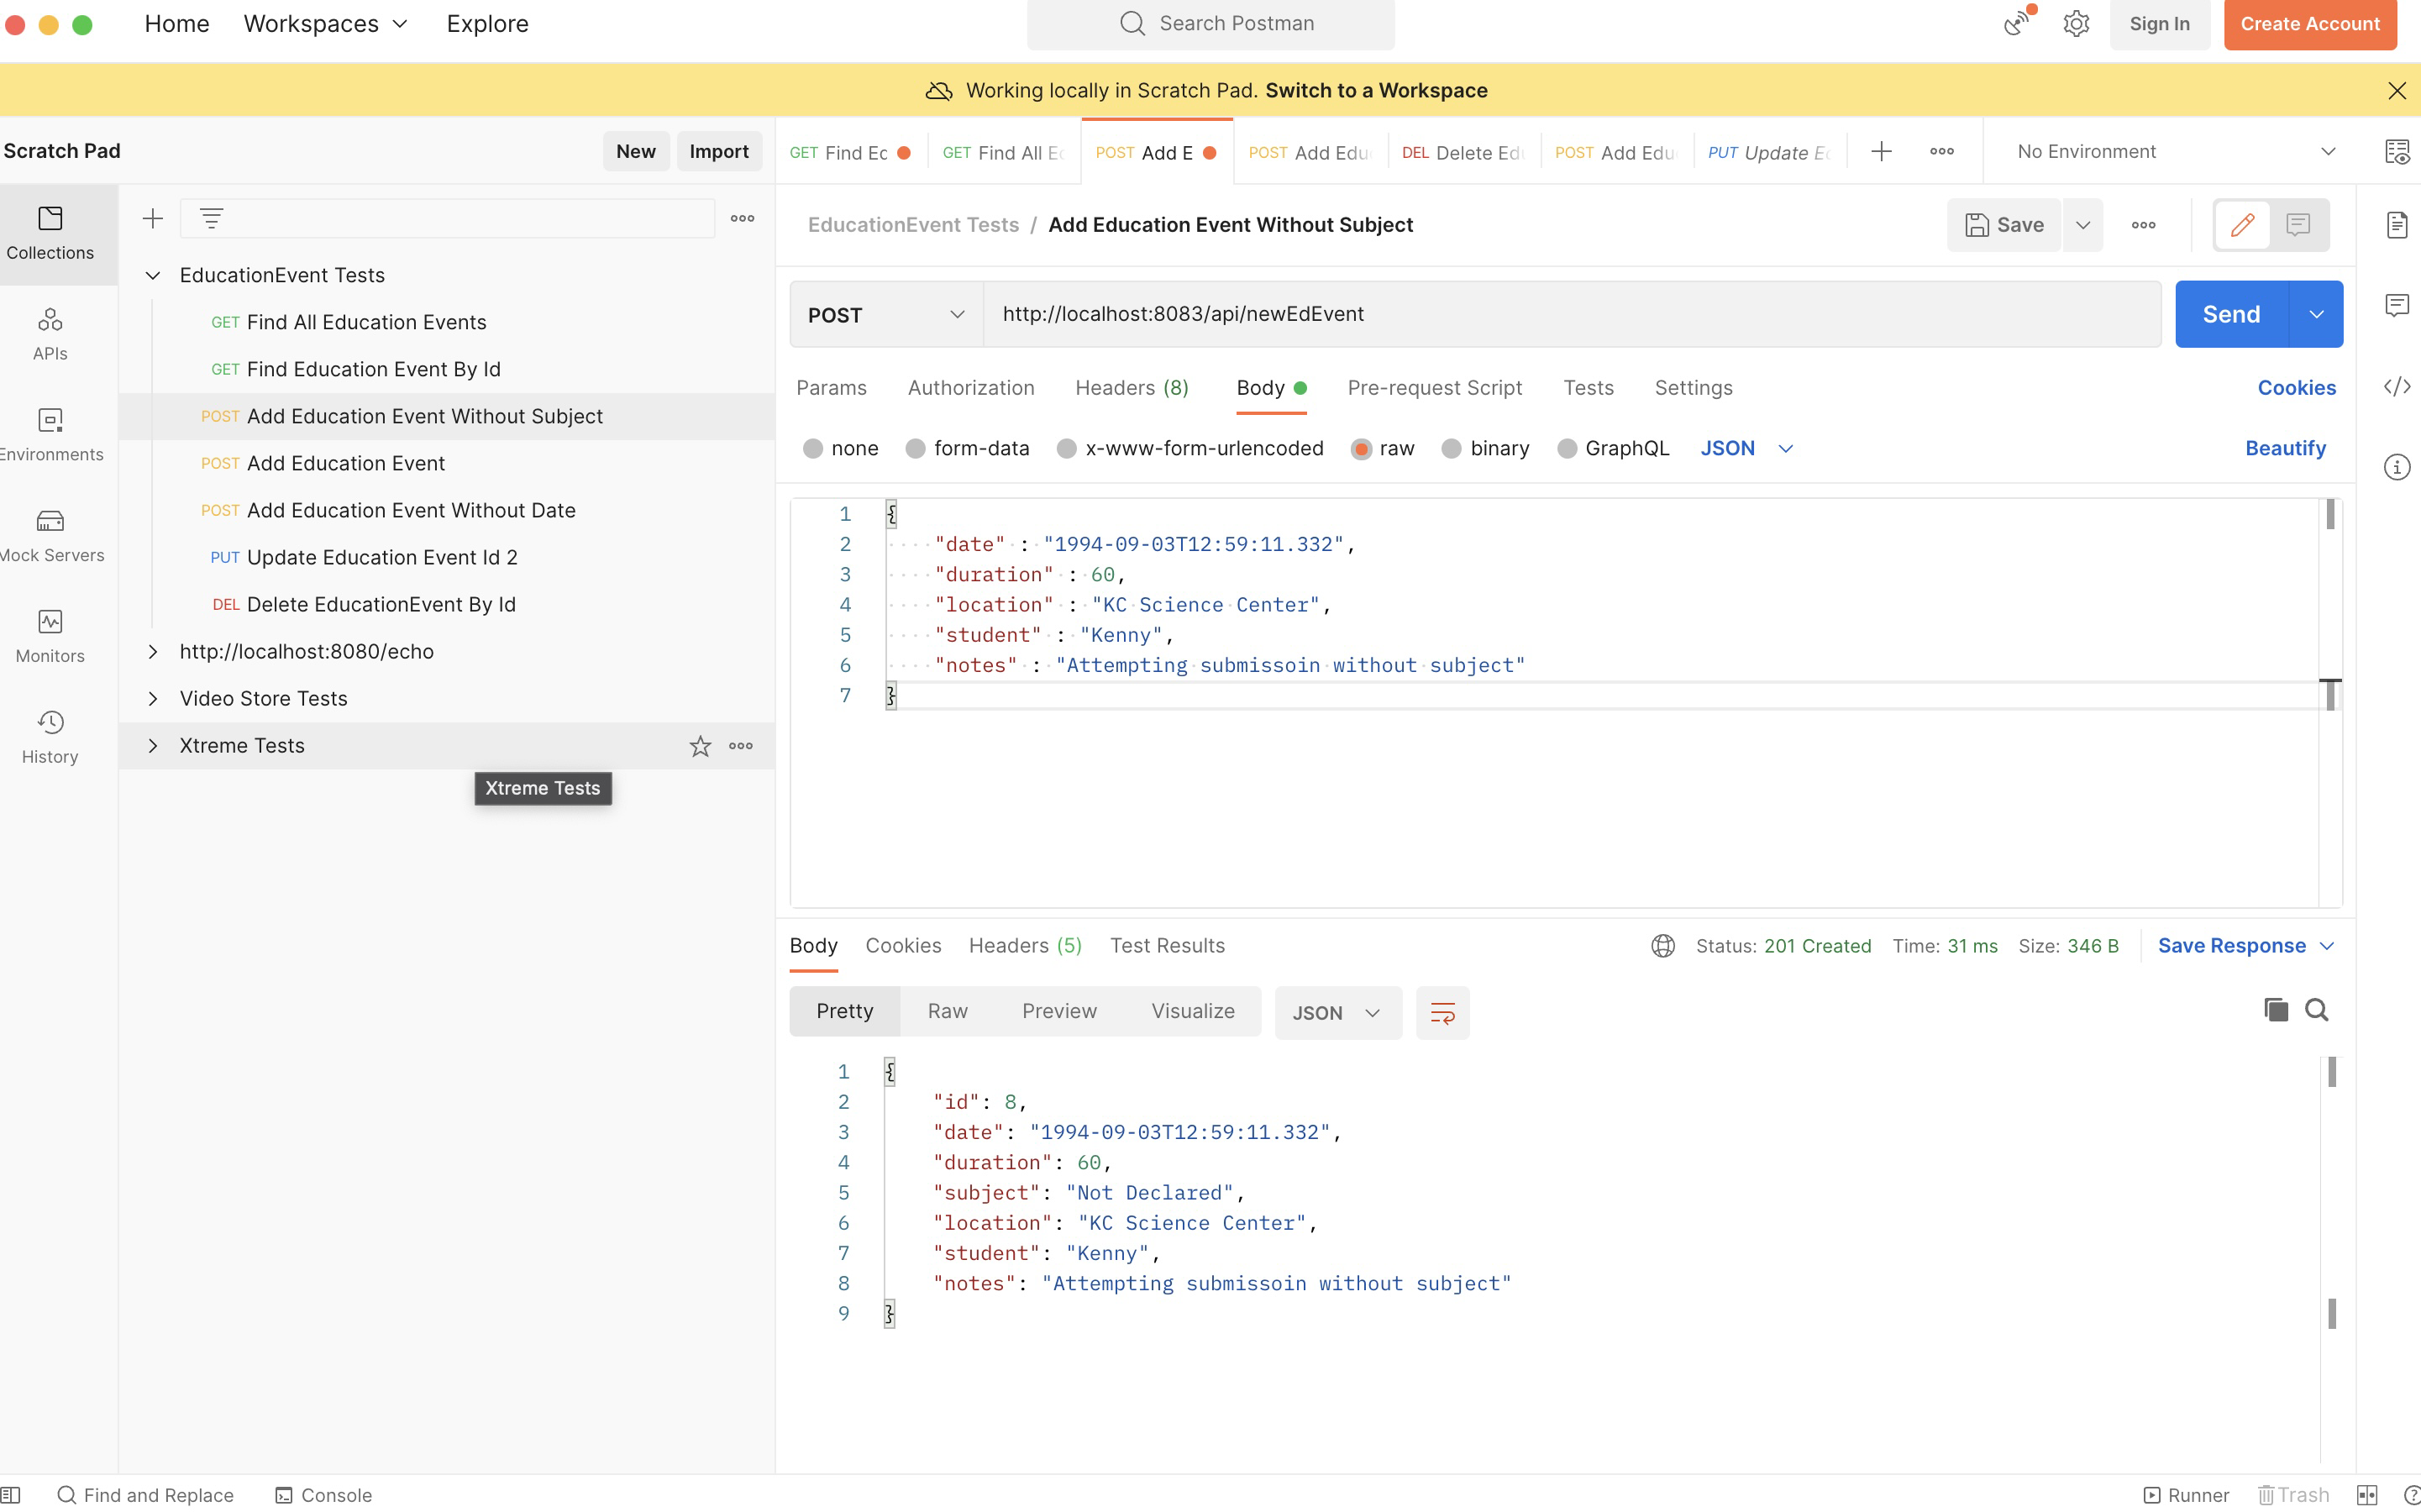 Home Workspaces Explore Search Postman Sign In Create Account
Working locally in Scratch Pad. Switch to a Workspace
Scratch Pad New Import GET Find Ec GET Find All E POST Add E POST Add Edu DEL Delete Ed POST Add Edu PUT Update E No Environment
Collections
APIs
Environments
Mock Servers
Monitors
History
EducationEvent Tests
GET Find All Education Events
GET Find Education Event By Id
POST Add Education Event Without Subject
POST Add Education Event
POST Add Education Event Without Date
PUT Update Education Event Id 2
DEL Delete EducationEvent By Id
http://localhost:8080/echo
Video Store Tests
Xtreme Tests
Xtreme Tests
EducationEvent Tests / Add Education Event Without Subject Save
POST http://localhost:8083/api/newEdEvent Send
Params Authorization Headers (8) Body Pre-request Script Tests Settings Cookies
none form-data x-www-form-urlencoded raw binary GraphQL JSON Beautify
1 {
2 "date" : "1994-09-03T12:59:11.332",
3 "duration" : 60,
4 "location" : "KC Science Center",
5 "student" : "Kenny",
6 "notes" : "Attempting submissoin without subject"
7 }
Body Cookies Headers (5) Test Results Status: 201 Created Time: 31 ms Size: 346 B Save Response
Pretty Raw Preview Visualize JSON
1 {
2 "id": 8,
3 "date": "1994-09-03T12:59:11.332",
4 "duration": 60,
5 "subject": "Not Declared",
6 "location": "KC Science Center",
7 "student": "Kenny",
8 "notes": "Attempting submissoin without subject"
9 }
Find and Replace Console Runner Trash